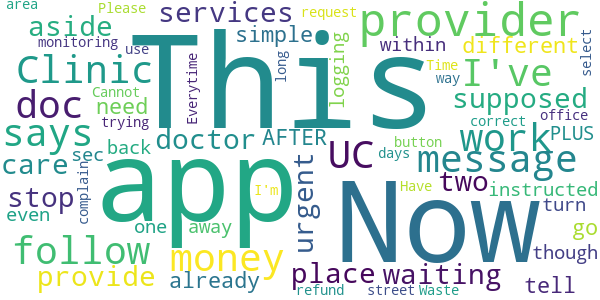 area Please services request provider
aside simple
monitoring This within different select
Clinic use Everytime long logging Time I've
doc need Cannot way supposed
trying correct office
says back doctor AFTER button work PLUS
care sec UC days message
complain app urgent Now two instructed
stop I'm Have
even one away turn go
follow money though
provide already place waiting tell
refund street Waste